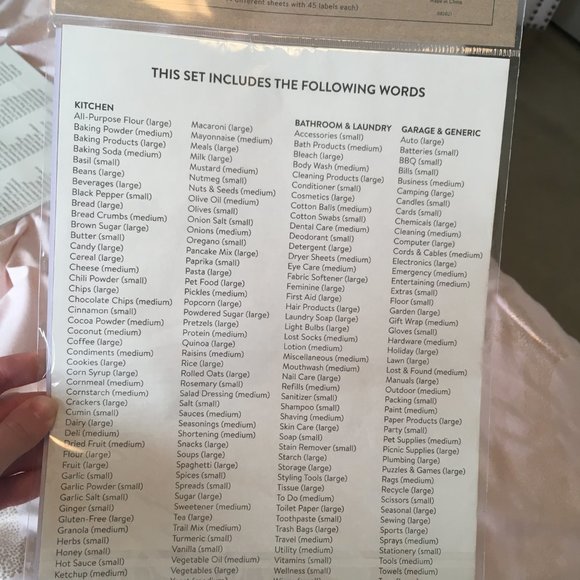 different sheets with 45 labels each)
Made in China
THIS SET INCLUDES THE FOLLOWING WORDS
KITCHEN
All-Purpose Flour (large)
Baking Powder (medium)
Baking Products (large)
Baking Soda (medium)
Basil (small)
Beans (large)
Beverages (large)
Black Pepper (small)
Bread (large)
Bread Crumbs (medium)
Brown Sugar (large)
Butter (small)
Candy (large)
Cereal (large)
Cheese (medium)
Chili Powder (small)
Chips (large)
Chocolate Chips (medium)
Cinnamon (small)
Cocoa Powder (medium)
Coconut (medium)
Coffee (large)
Condiments (medium)
Cookies (large)
Corn Syrup (large)
Cornmeal (medium)
Cornstarch (medium)
Crackers (large)
Cumin (small)
Dairy (large)
Deli (medium)
Dried Fruit (medium)
Flour (large)
Fruit (large)
Garlic (small)
Garlic Powder (small)
Garlic Salt (small)
Ginger (small)
Gluten-Free (large)
Granola (medium)
Herbs (small)
Honey (small)
Hot Sauce (small)
Ketchup (medium)
Macaroni (large)
Mayonnaise (medium)
Meals (large)
Milk (large)
Mustard (medium)
Nutmeg (small)
Nuts & Seeds (medium)
Olive Oil (medium)
Olives (small)
Onion Salt (small)
Onions (medium)
Oregano (small)
Pancake Mix (large)
Paprika (small)
Pasta (large)
Pet Food (large)
Pickles (medium)
Popcorn (large)
Powdered Sugar (large)
Pretzels (large)
Protein (medium)
Quinoa (large)
Raisins (medium)
Rice (large)
Rolled Oats (large)
Rosemary (small)
Salad Dressing (medium)
Salt (small)
Sauces (medium)
Seasonings (medium)
Shortening (medium)
Snacks (large)
Soups (large)
Spaghetti (large)
Spices (small)
Spreads (small)
Sugar (large)
Sweetener (medium)
Tea (large)
Trail Mix (medium)
Turmeric (small)
Vanilla (small)
Vegetable Oil (medium)
Vegetables (large)
BATHROOM & LAUNDRY
Accessories (small)
Bath Products (medium)
Bleach (large)
Body Wash (medium)
Cleaning Products (large)
Conditioner (small)
Cosmetics (large)
Cotton Balls (medium)
Cotton Swabs (small)
Dental Care (medium)
Deodorant (small)
Detergent (large)
Dryer Sheets (medium)
Eye Care (medium)
Fabric Softener (large)
Feminine (large)
First Aid (large)
Hair Products (large)
Laundry Soap (large)
Light Bulbs (large)
Lost Socks (medium)
Lotion (medium)
Miscellaneous (medium)
Mouthwash (medium)
Nail Care (large)
Refills (medium)
Sanitizer (small)
Shampoo (small)
Shaving (medium)
Skin Care (large)
Soap (small)
Stain Remover (small)
Starch (large)
Storage (large)
Styling Tools (large)
Tissue (large)
To Do (medium)
Toilet Paper (large)
Toothpaste (small)
Trash Bags (large)
Travel (medium)
Utility (medium)
Vitamins (small)
Wellness (small)
GARAGE & GENERIC
Auto (large)
Batteries (small)
BBQ (small)
Bills (small)
Business (medium)
Camping (large)
Candles (small)
Cards (small)
Chemicals (large)
Cleaning (medium)
Computer (large)
Cords & Cables (medium)
Electronics (large)
Emergency (medium)
Entertaining (medium)
Extras (small)
Floor (small)
Garden (large)
Gift Wrap (medium)
Gloves (small)
Hardware (medium)
Holiday (large)
Lawn (large)
Lost & Found (medium)
Manuals (large)
Outdoor (medium)
Packing (small)
Paint (medium)
Paper Products (large)
Party (small)
Pet Supplies (medium)
Picnic Supplies (large)
Plumbing (large)
Puzzles & Games (large)
Rags (medium)
Recycle (large)
Scissors (small)
Seasonal (large)
Sewing (large)
Sports (large)
Sprays (medium)
Stationery (small)
Tools (medium)
Towels (medium)